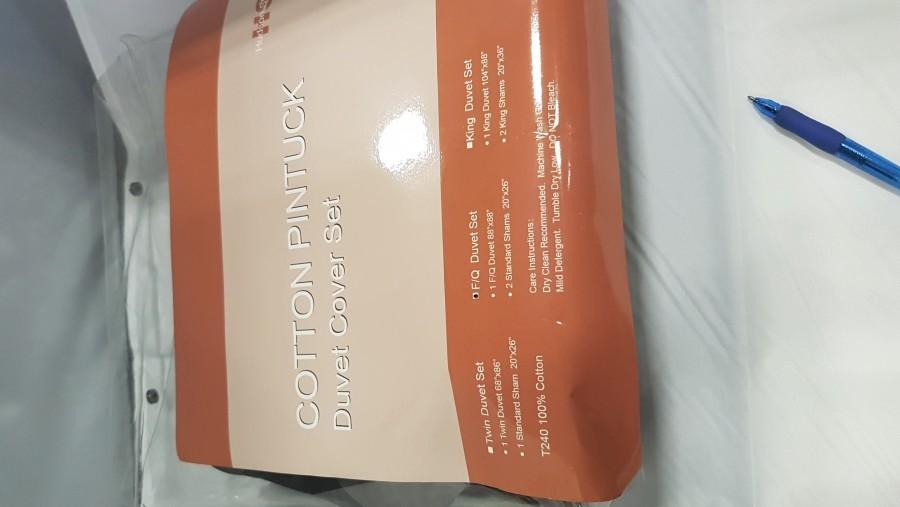 COTTON PINTUCK
Duvet Cover Set
Twin Duvet Set
• 1 Twin Duvet 68"x86"
• 1 Standard Sham 20"x26"
T240 100% Cotton
F/Q Duvet Set
• 1 F/Q Duvet 88"x88"
• 2 Standard Shams 20"x26"
King Duvet Set
• 1 King Duvet 104"x88"
• 2 King Shams 20"x36"
Care Instructions:
Dry Clean Recommended. Machine Wash
Mild Detergent. Tumble Dry Low. DO NOT Bleach.